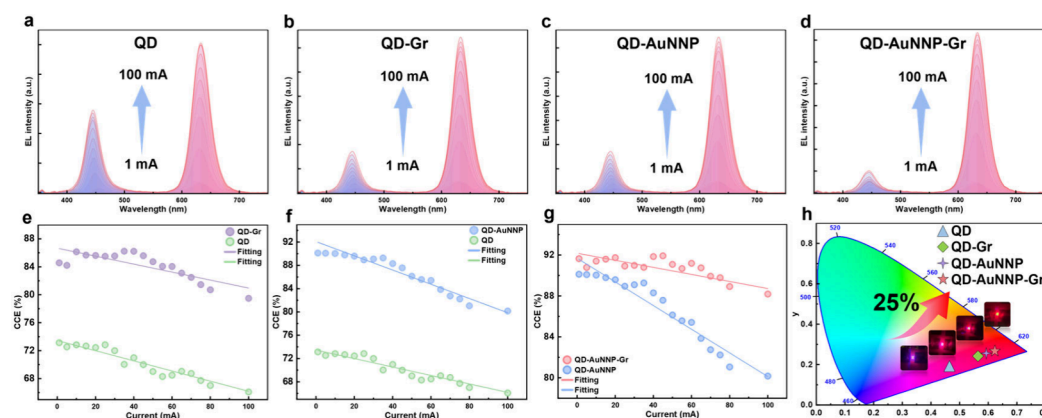 a
QD
100 mA
1 mA
EL intensity (a.u.)
400 500 600 700
Wavelength (nm)
b
QD-Gr
100 mA
1 mA
EL intensity (a.u.)
400 500 600 700
Wavelength (nm)
c
QD-AuNNP
100 mA
1 mA
EL intensity (a.u.)
400 500 600 700
Wavelength (nm)
d
QD-AuNNP-Gr
100 mA
1 mA
EL intensity (a.u.)
400 500 600 700
Wavelength (nm)
e
QD-Gr
QD
Fitting
Fitting
CCE (%)
88
84
80
76
72
68
0 20 40 60 80 100
Current (mA)
f
QD-AuNNP
QD
Fitting
Fitting
CCE (%)
92
88
84
80
76
72
68
0 20 40 60 80 100
Current (mA)
g
QD-AuNNP-Gr
QD-AuNNP
Fitting
Fitting
CCE (%)
92
88
84
80
0 20 40 60 80 100
Current (mA)
h
QD
QD-Gr
QD-AuNNP
QD-AuNNP-Gr
25%
520
540
560
580
500
620
480
460
y
0.8
0.6
0.4
0.2
0.0
0.0 0.1 0.2 0.3 0.4 0.5 0.6 0.7